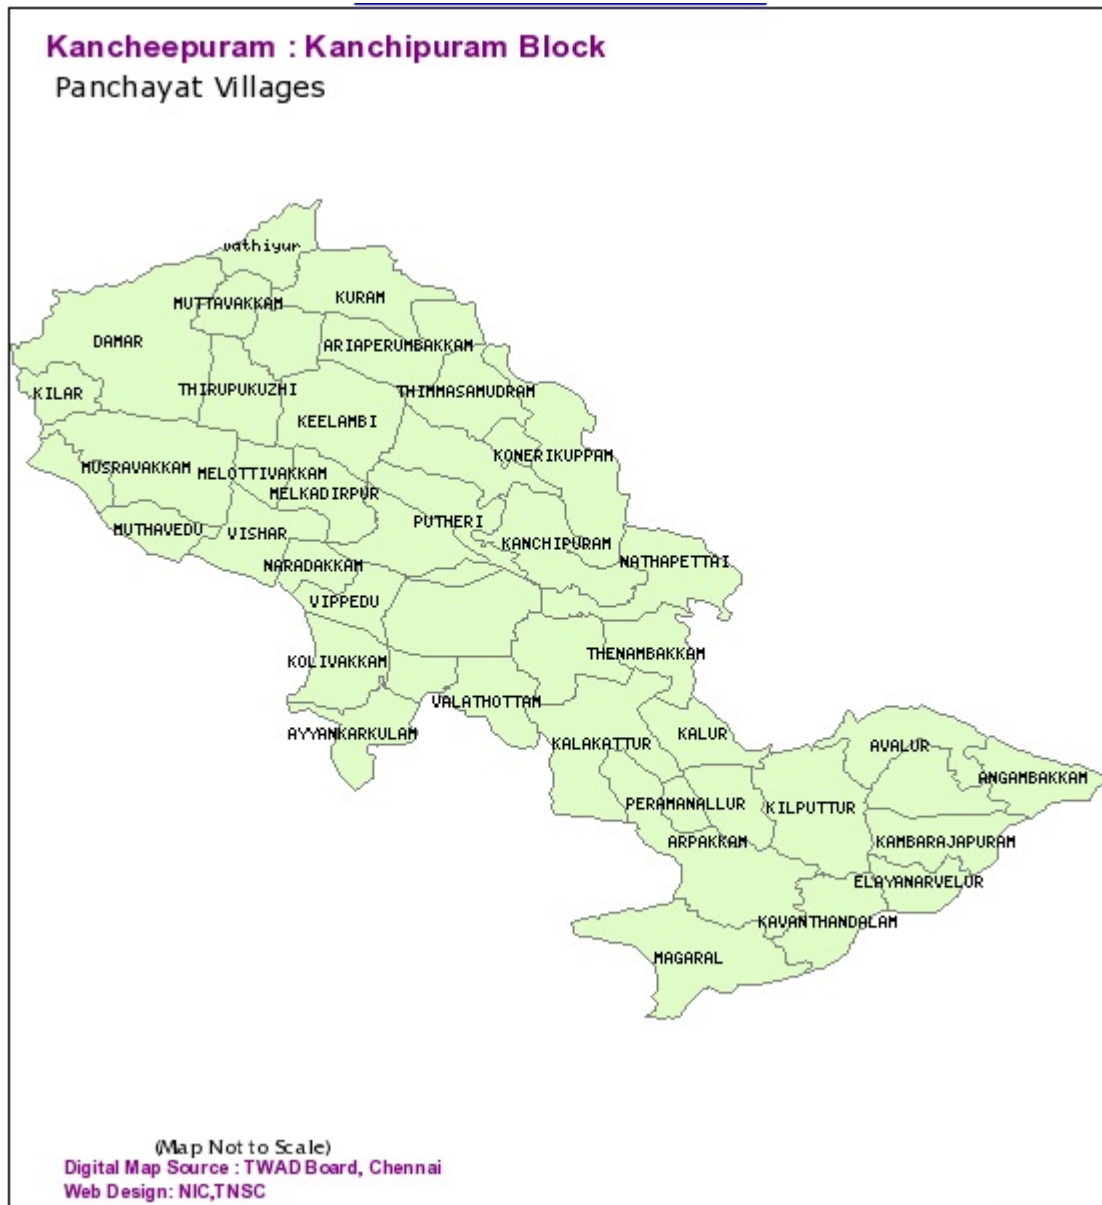 Kancheepuram : Kanchipuram Block
Panchayat Villages
vathiyur
MUTTAVAKKAM
KURAM
DAMAR
ARIAPERUMBAKKAM
KILAR
THIRUPUKUZHI
THIMMASAMUDRAM
KEELAMBI
KONERIKUPPAM
MUSRAVAKKAM
MELOTTIVAKKAM
MELKADIRPUR
MUTHAVEDU
VISHAR
PUTHERI
KANCHIPURAM
NARADAKKAM
NATHAPETTAI
VIPPEDU
KOLIVAKKAM
THENAMBAKKAM
VALATHOTTAM
AYYANKARKULAM
KALAKATTUR
KALUR
AVALUR
ANGAMBAKKAM
PERAMANALLUR
KILPUTTUR
ARPAKKAM
KAMBARAJAPURAM
ELAYANARVELUR
KAVANTHANDALAM
MAGARAL
(Map Not to Scale)
Digital Map Source : TWAD Board, Chennai
Web Design: NIC,TNSC